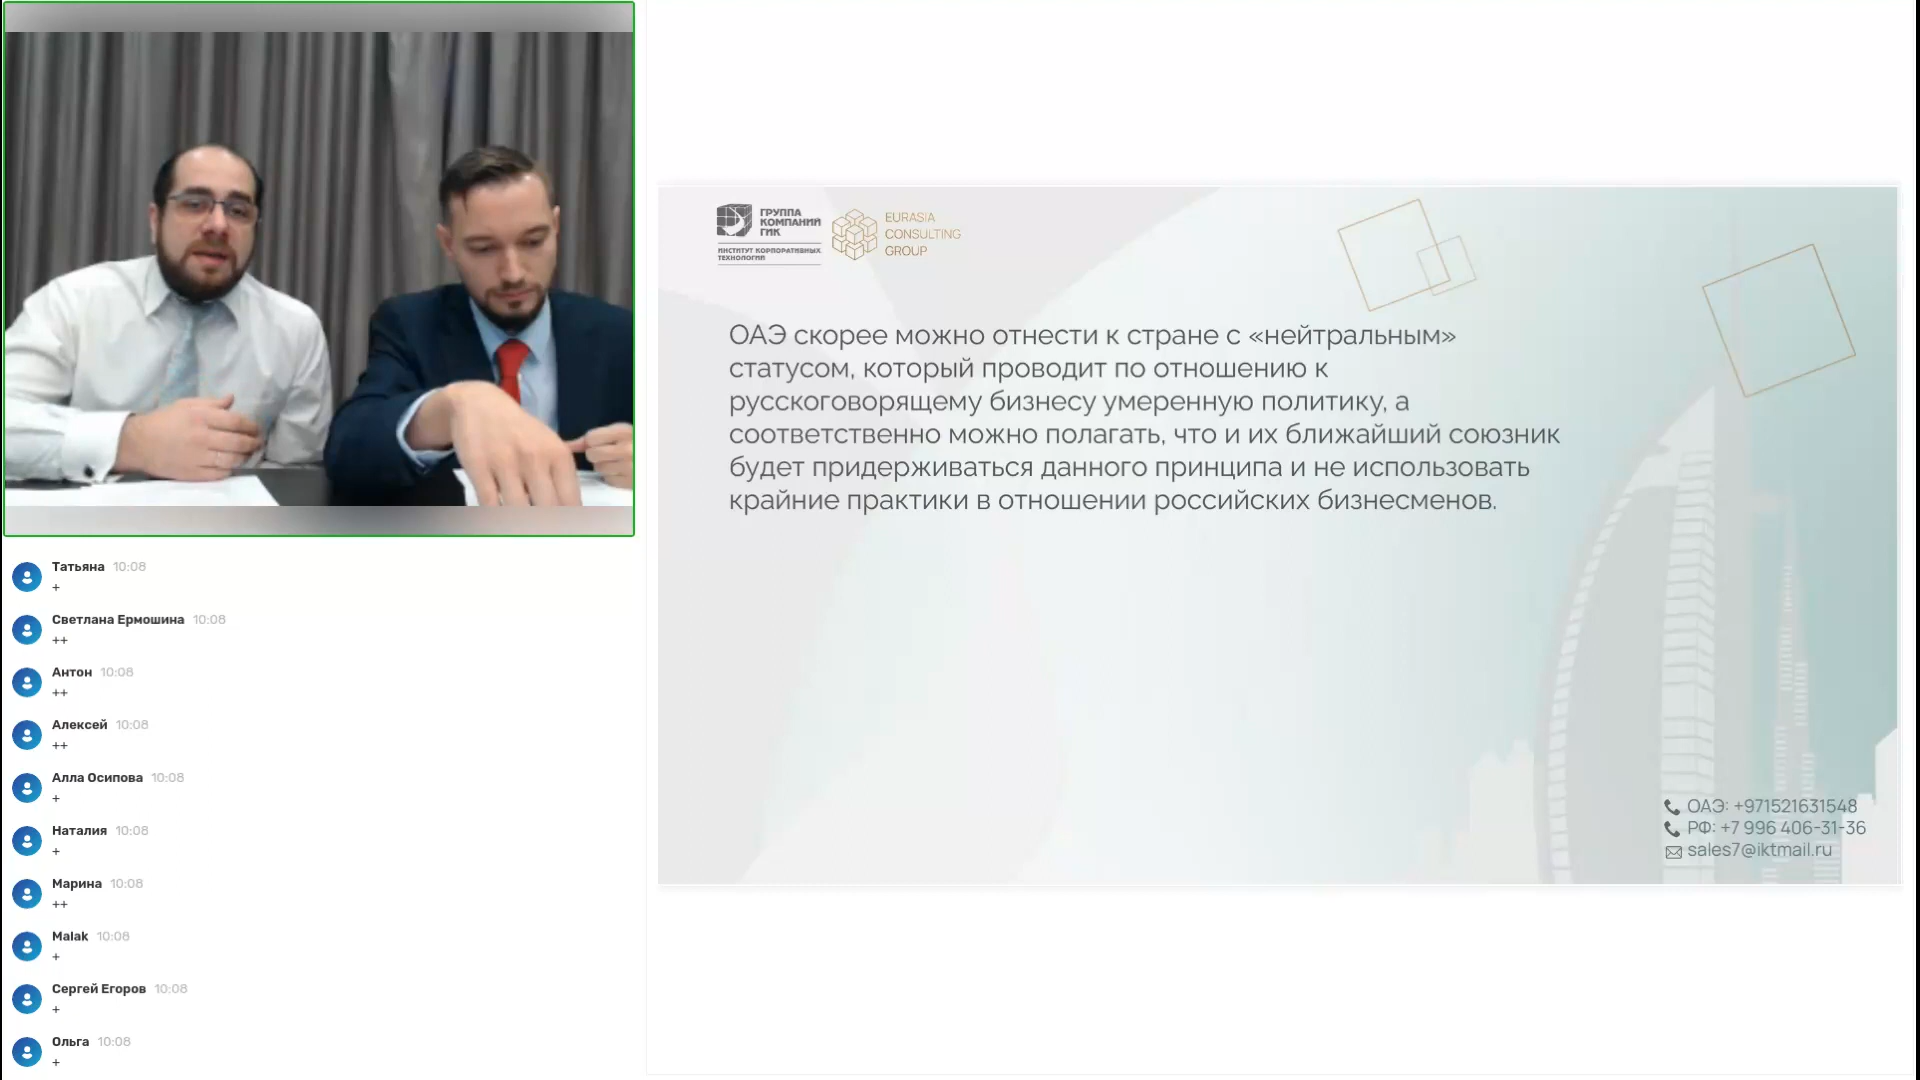 ГРУППА
КОМПАНИЙ
ГИК
ИНСТИТУТ КОРПОРАТИВНЫХ
ТЕХНОЛОГИЙ
EURASIA
CONSULTING
GROUP
ОАЭ скорее можно отнести к стране с «нейтральным»
статусом, который проводит по отношению к
русскоговорящему бизнесу умеренную политику, а
соответственно можно полагать, что и их ближайший союзник
будет придерживаться данного принципа и не использовать
крайние практики в отношении российских бизнесменов.
ОАЭ: +971521631548
РФ: +7 996 406-31-36
sales7@iktmail.ru
Татьяна 10:08
+
Светлана Ермошина 10:08
++
Антон 10:08
++
Алексей 10:08
++
Алла Осипова 10:08
+
Наталия 10:08
+
Марина 10:08
++
Malak 10:08
+
Сергей Егоров 10:08
+
Ольга 10:08
+